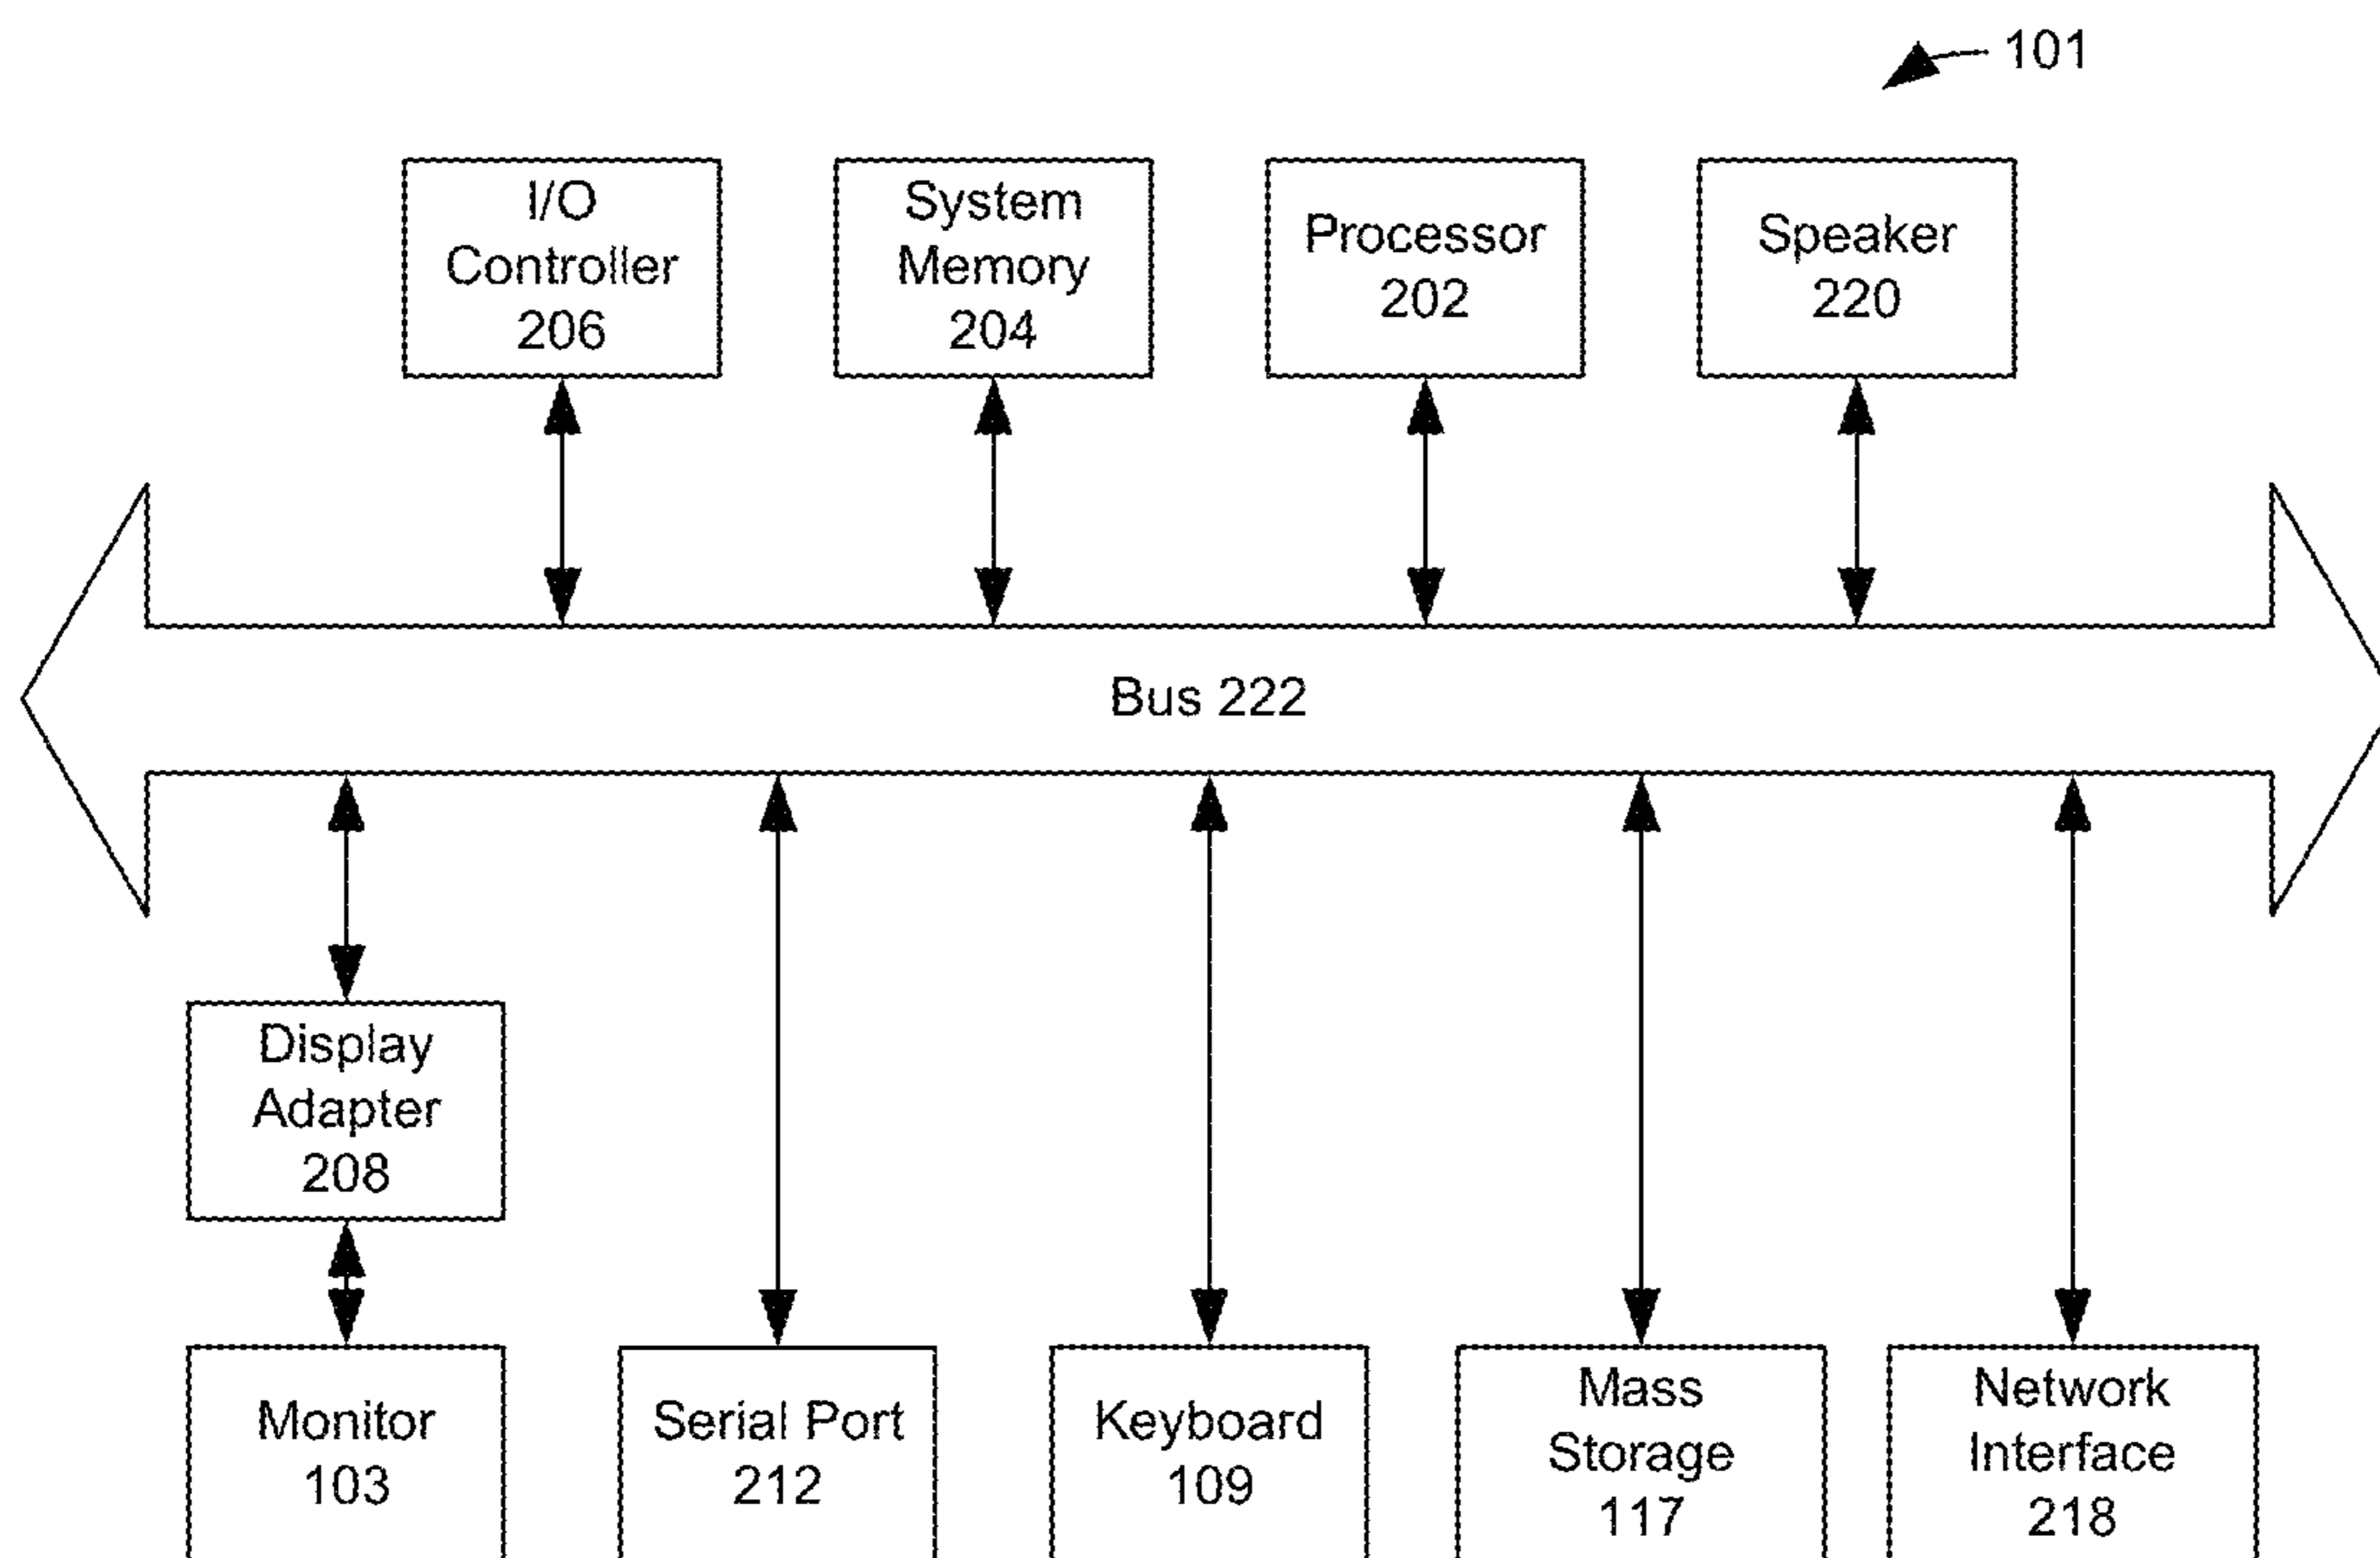 101
I/O
Controller
206
System
Memory
204
Processor
202
Speaker
220
Bus 222
Display
Adapter
208
Monitor
103
Serial Port
212
Keyboard
109
Mass
Storage
117
Network
Interface
218